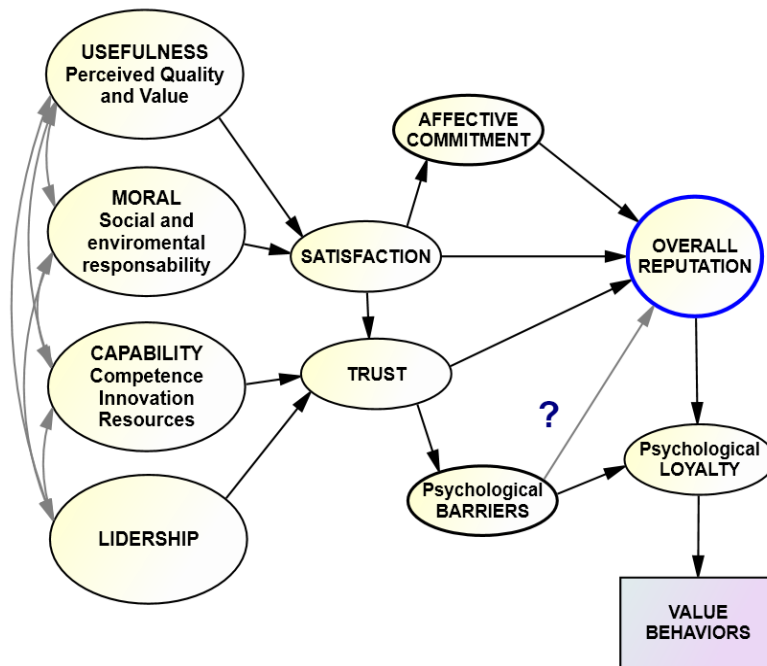 USEFULNESS
Perceived Quality
and Value
MORAL
Social and
enviromental
responsability
CAPABILITY
Competence
Innovation
Resources
LIDERSHIP
SATISFACTION
TRUST
AFFECTIVE
COMMITMENT
Psychological
BARRIERS
?
OVERALL
REPUTATION
Psychological
LOYALTY
VALUE
BEHAVIORS